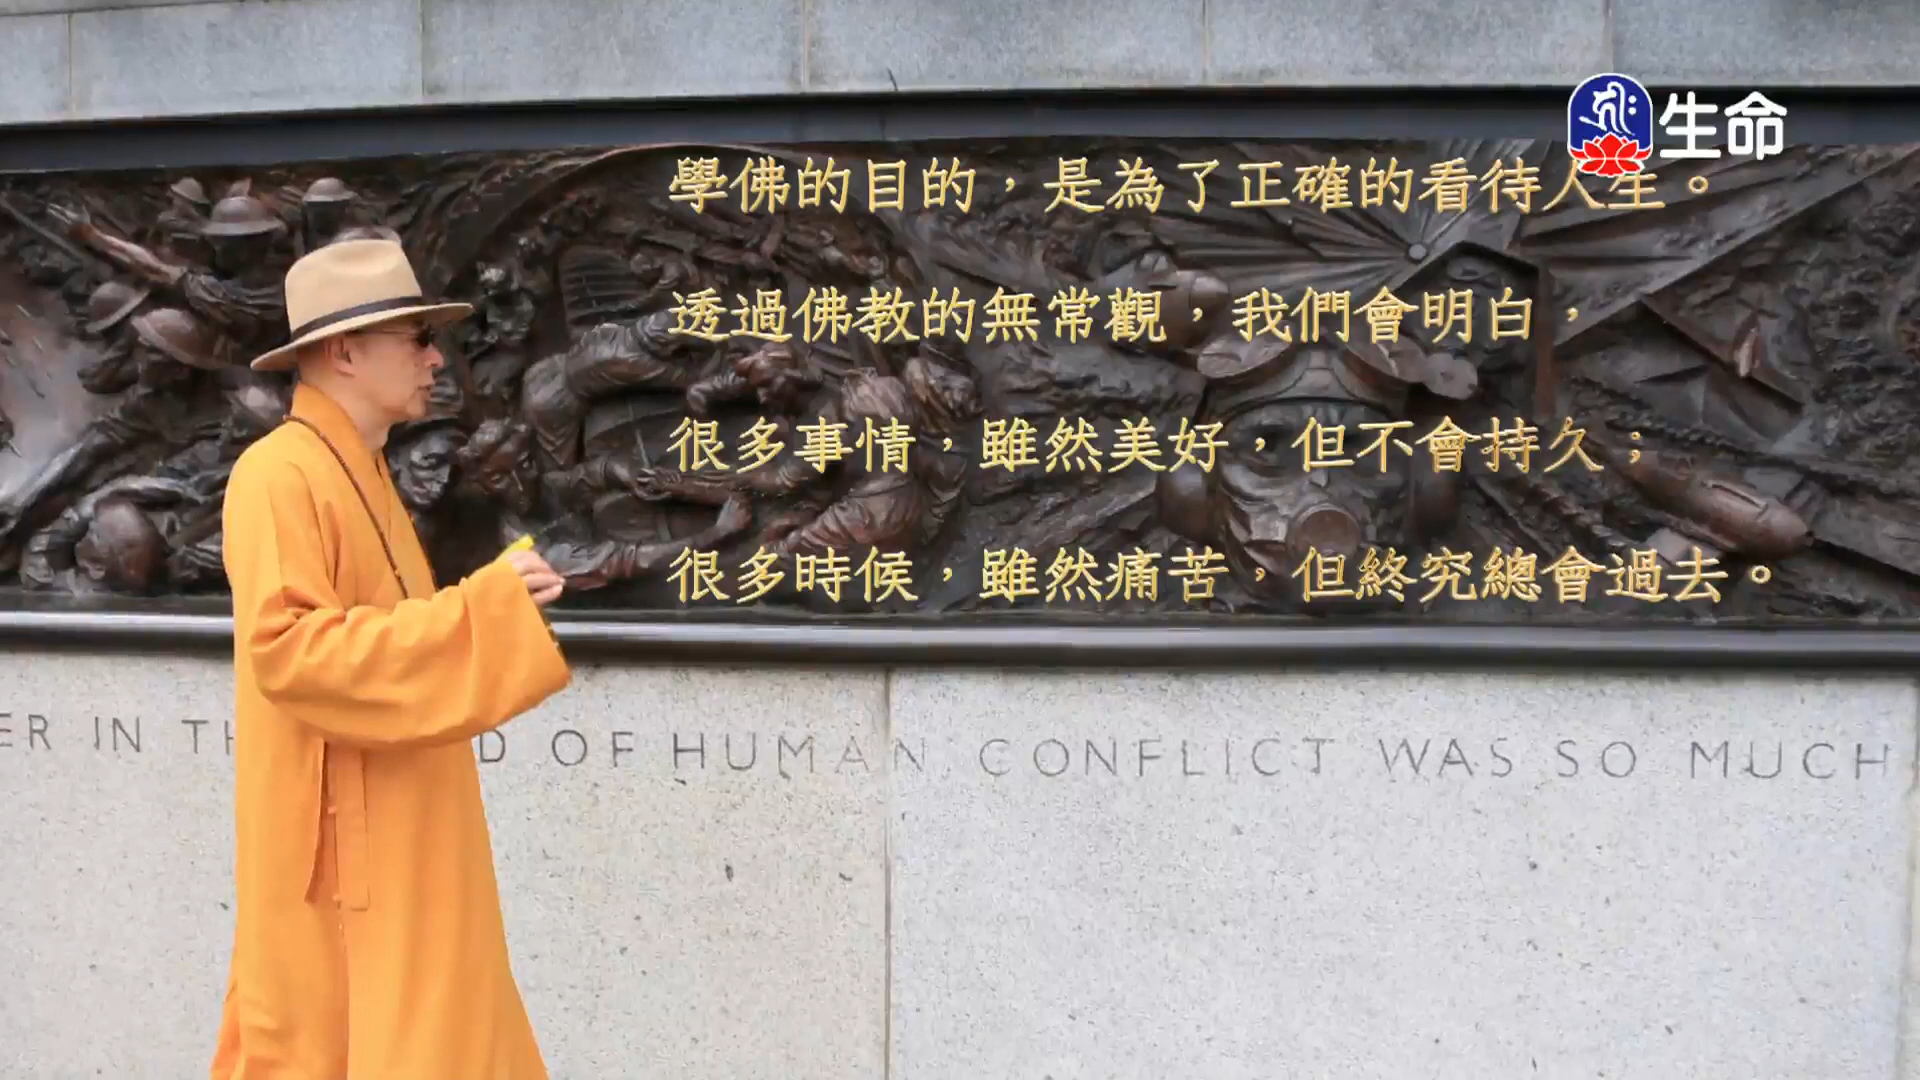 生命
學佛的目的，是為了正確的看待人生。
透過佛教的無常觀，我們會明白，
很多事情，雖然美好，但不會持久；
很多時候，雖然痛苦，但終究總會過去。
IN OF HUMAN CONFLICT WAS SO MUCH